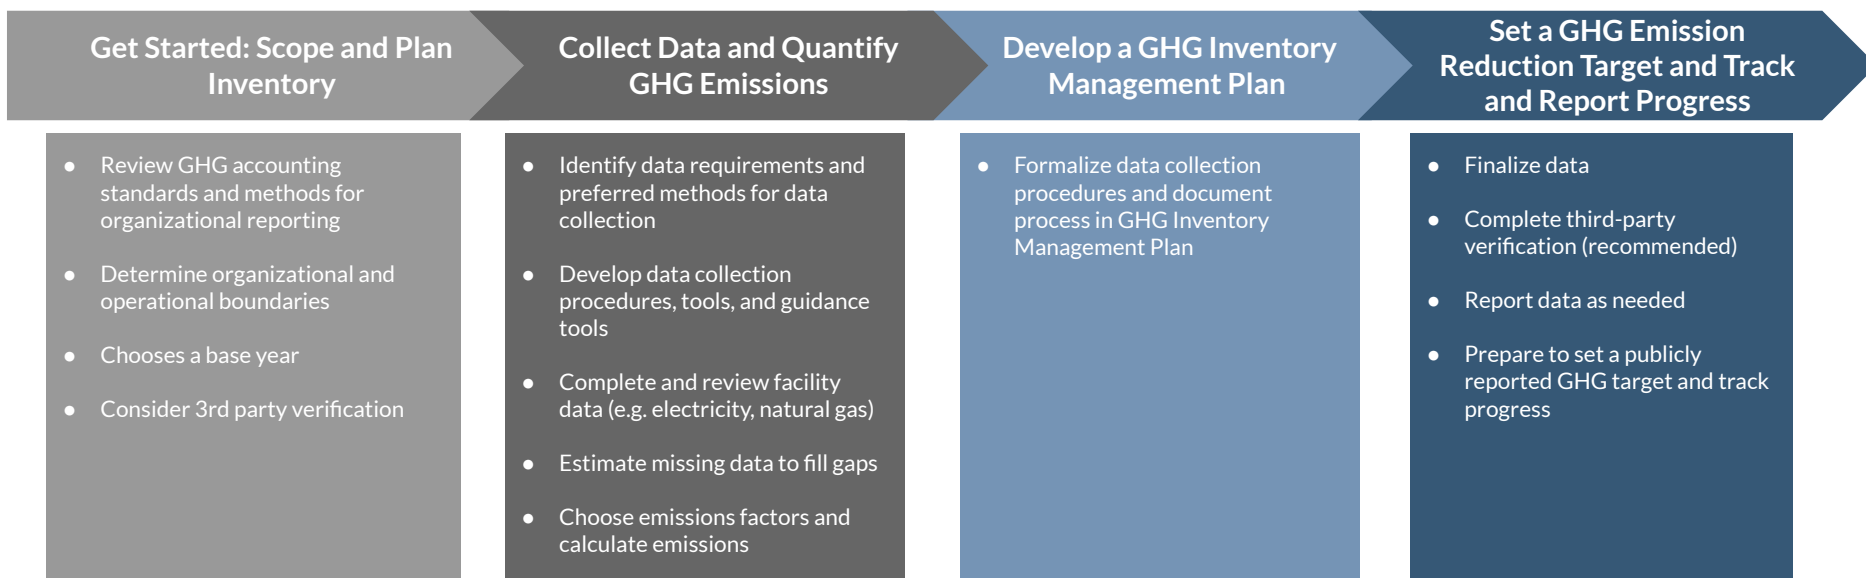 Get Started: Scope and Plan
Inventory
● Review GHG accounting
standards and methods for
organizational reporting
● Determine organizational and
operational boundaries
● Chooses a base year
● Consider 3rd party verification
Collect Data and Quantify
GHG Emissions
● Identify data requirements and
preferred methods for data
collection
● Develop data collection
procedures, tools, and guidance
tools
● Complete and review facility
data (e.g. electricity, natural gas)
● Estimate missing data to fill gaps
● Choose emissions factors and
calculate emissions
Develop a GHG Inventory
Management Plan
● Formalize data collection
procedures and document
process in GHG Inventory
Management Plan
Set a GHG Emission
Reduction Target and Track
and Report Progress
● Finalize data
● Complete third-party
verification (recommended)
● Report data as needed
● Prepare to set a publicly
reported GHG target and track
progress